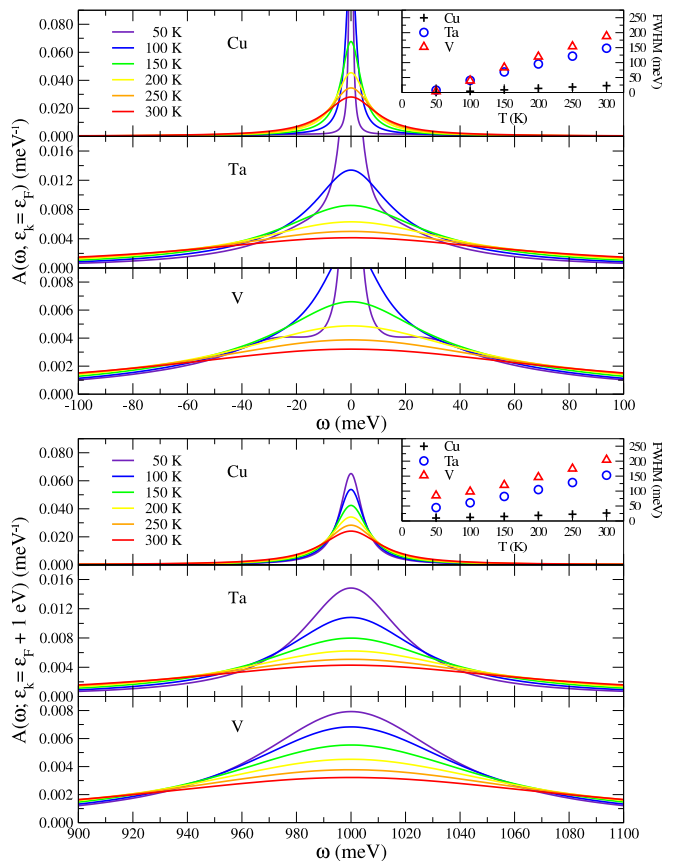 A(ω, ε_k = ε_F) (meV⁻¹)
0.080
0.060
0.040
0.020
0.000
50 K
100 K
150 K
200 K
250 K
300 K
Cu
Cu
Ta
V
250
200
150
100
50
0
FWHM (meV)
0 50 100 150 200 250 300
T (K)
0.016
0.012
0.008
0.004
0.000
Ta
0.008
0.006
0.004
0.002
0.000
V
-100 -80 -60 -40 -20 0 20 40 60 80 100
ω (meV)
A(ω; ε_k = ε_F + 1 eV) (meV⁻¹)
0.080
0.060
0.040
0.020
0.000
50 K
100 K
150 K
200 K
250 K
300 K
Cu
Cu
Ta
V
250
200
150
100
50
0
FWHM (meV)
0 50 100 150 200 250 300
T (K)
0.016
0.012
0.008
0.004
0.000
Ta
0.008
0.006
0.004
0.002
0.000
V
900 920 940 960 980 1000 1020 1040 1060 1080 1100
ω (meV)